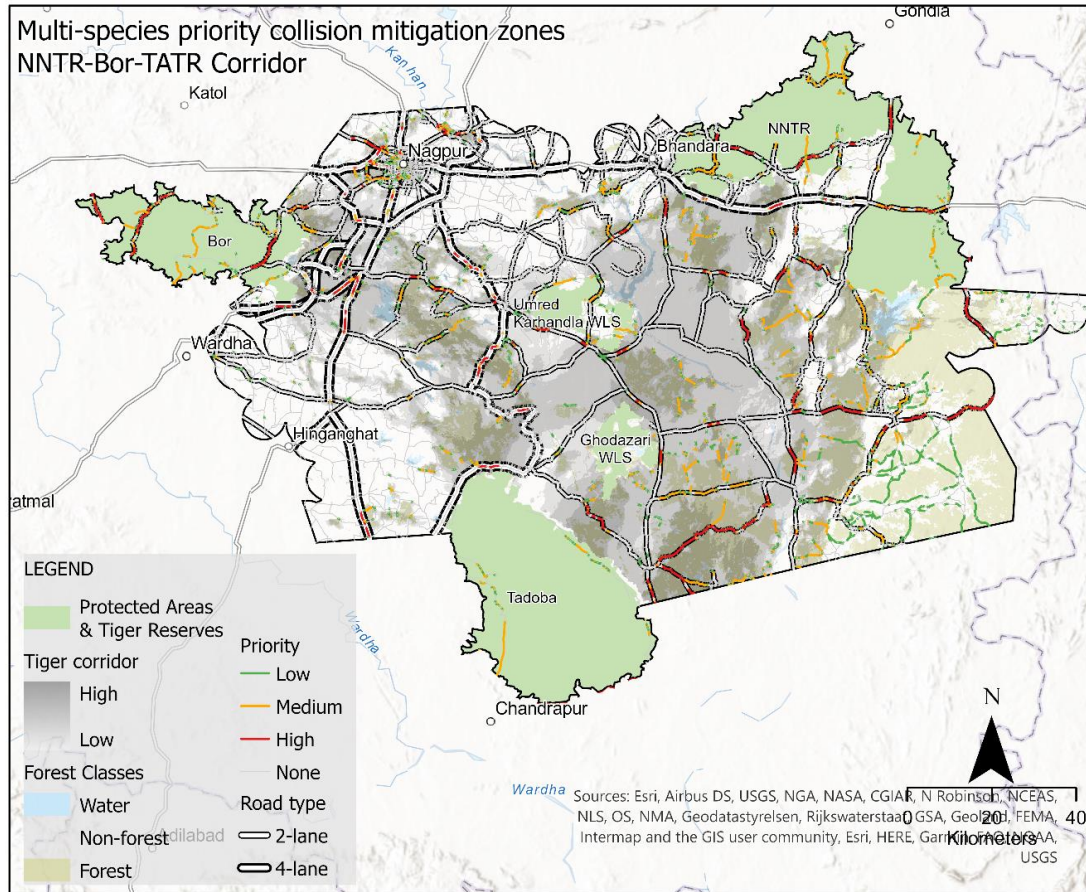 Multi-species priority collision mitigation zones
NNTR-Bor-TATR Corridor
Gondia
Kanhan
Katol
Nagpur
Bhandara
NNTR
Bor
Umred
Karhandla WLS
Wardha
Ghodazari
WLS
Hinganghat
atmal
Tadoba
Wardha
Chandrapur
Wardha
Adilabad
LEGEND
Protected Areas
& Tiger Reserves
Tiger corridor
High
Low
Forest Classes
Water
Non-forest
Forest
Priority
Low
Medium
High
None
Road type
2-lane
4-lane
N
0 20 40
Kilometers
Sources: Esri, Airbus DS, USGS, NGA, NASA, CGIAR, N Robinson, NCEAS,
NLS, OS, NMA, Geodatastyrelsen, Rijkswaterstaat, GSA, Geoland, FEMA,
Intermap and the GIS user community, Esri, HERE, Garmin, FAO, NOAA,
USGS